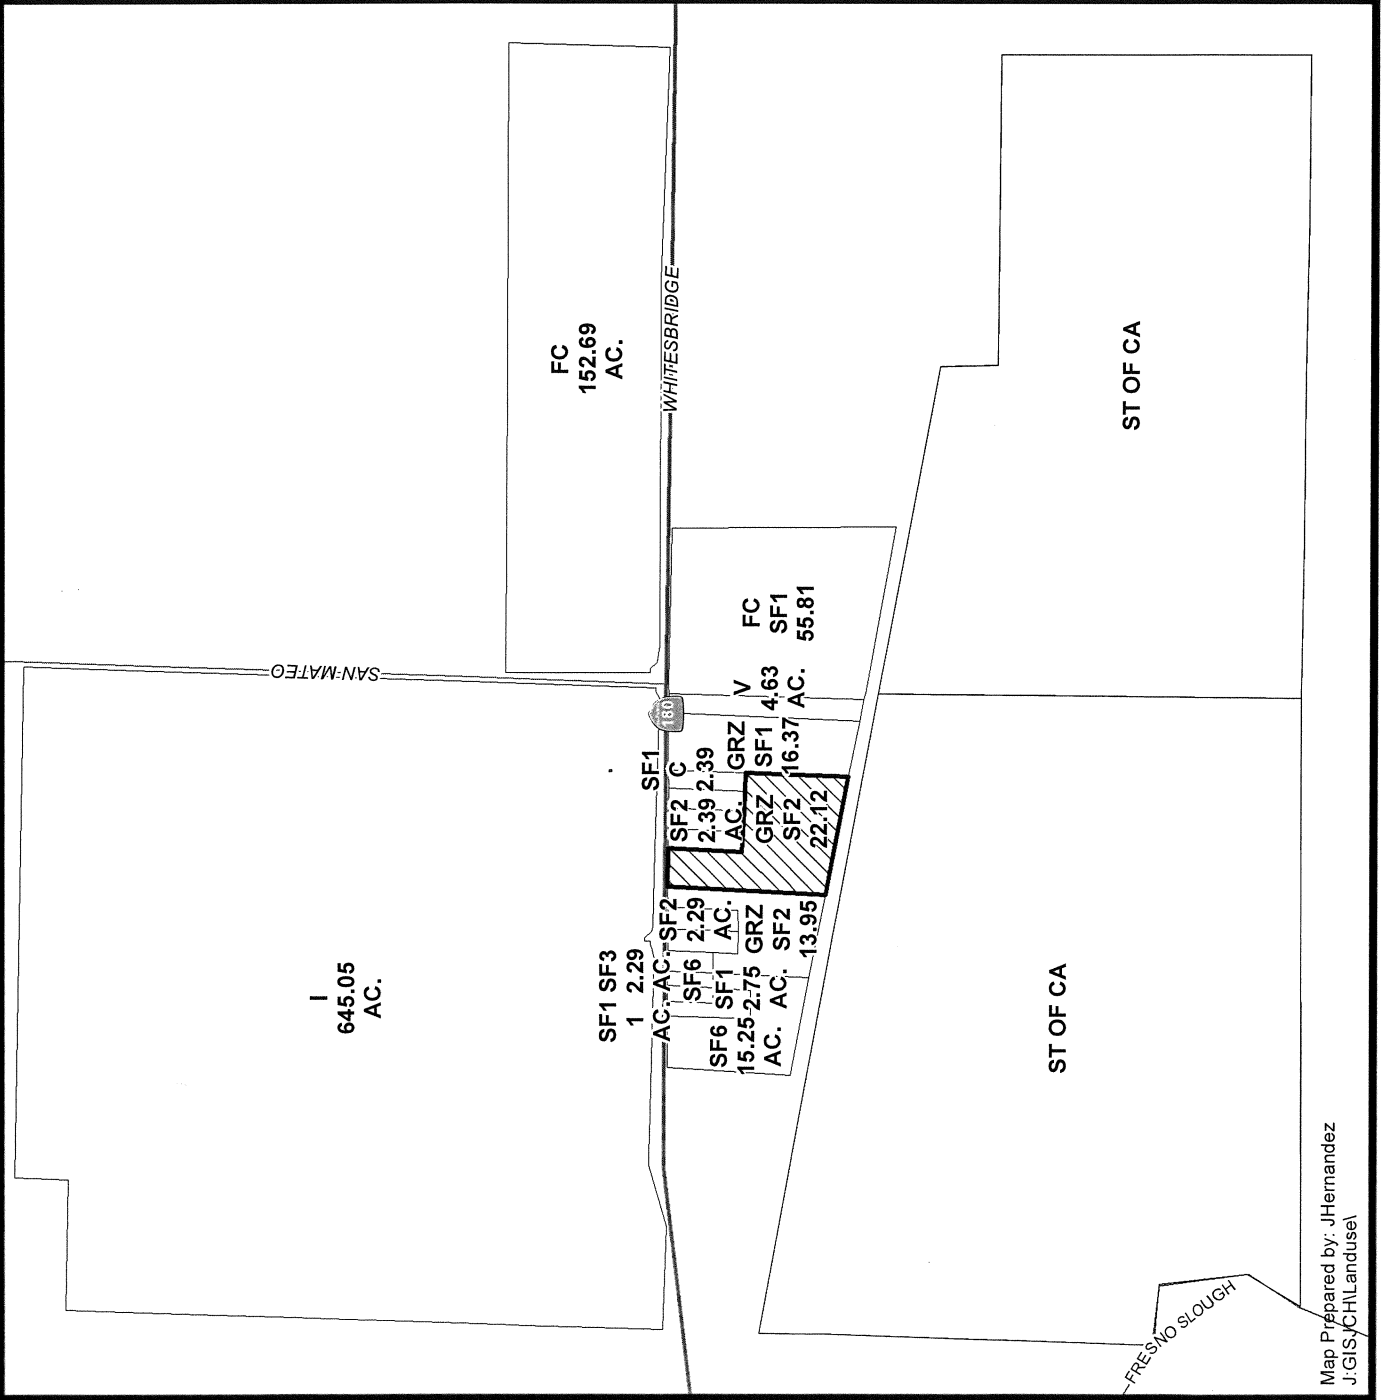 I
645.05
AC.
SAN MATEO
FC
152.69
AC.
WHITESBRIDGE
180
SF1 SF3
1 2.29
AC. AC.
SF1
SF6
15.25
AC.
SF6
SF1
2.75
AC.
SF2
2.29
AC.
GRZ
SF2
13.95
SF2
2.39
AC.
C
2.39
GRZ
SF2
22.12
GRZ
SF1
16.37
V
4.63
AC.
FC
SF1
55.81
ST OF CA
ST OF CA
FRESNO SLOUGH
Map Prepared by: JHernandez
J:GISJCH\Landuse\